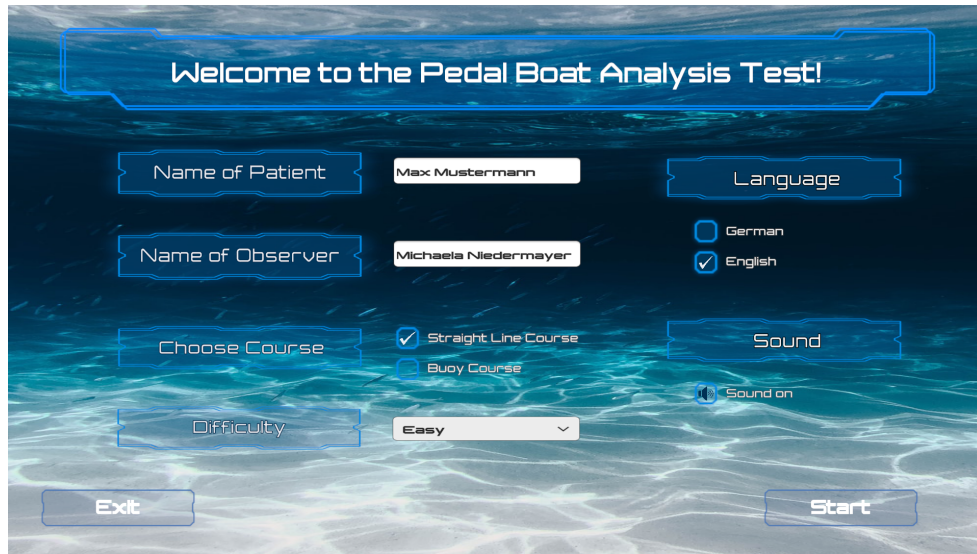 Welcome to the Pedal Boat Analysis Test!
Name of Patient
Max Mustermann
Language
German
English
Name of Observer
Michaela Niedermayer
Choose Course
Straight Line Course
Buoy Course
Sound
Sound on
Difficulty
Easy
Exit
Start